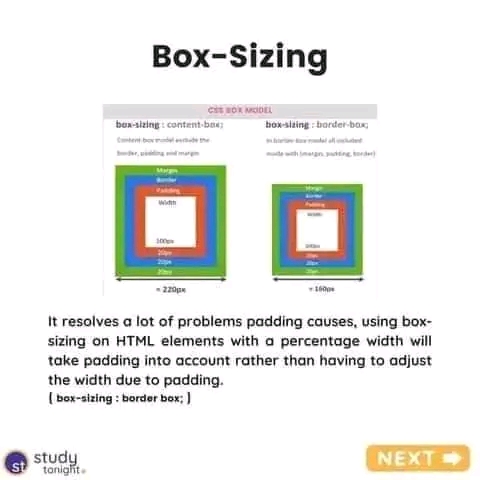 Box-Sizing
CSS BOX MODEL
box-sizing : content-box;
Content-box model exclude the
border, padding and margin
Margin
Border
Padding
Width
100px
20px
20px
20px
= 220px
box-sizing : border-box;
In border-box model all included
inside with (margin, padding, border)
Margin
Border
Padding
Width
100px
20px
20px
20px
= 160px
It resolves a lot of problems padding causes, using box-
sizing on HTML elements with a percentage width will
take padding into account rather than having to adjust
the width due to padding.
{ box-sizing : border box; }
st study
tonight
NEXT